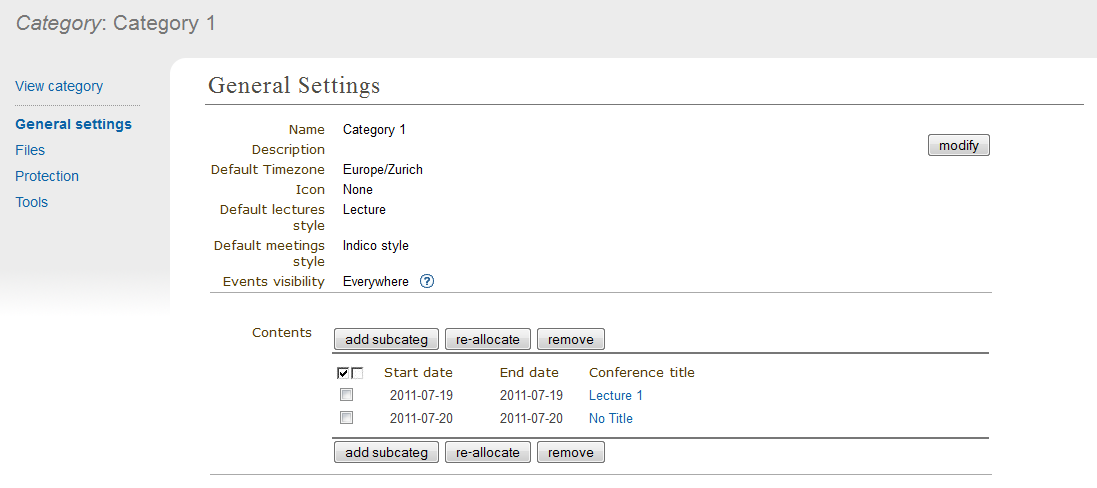 Category: Category 1
View category
General settings
Files
Protection
Tools
General Settings
Name Category 1
Description
modify
Default Timezone Europe/Zurich
Icon None
Default lectures style Lecture
Default meetings style Indico style
Events visibility Everywhere ?
Contents
add subcateg re-allocate remove
Start date End date Conference title
2011-07-19 2011-07-19 Lecture 1
2011-07-20 2011-07-20 No Title
add subcateg re-allocate remove